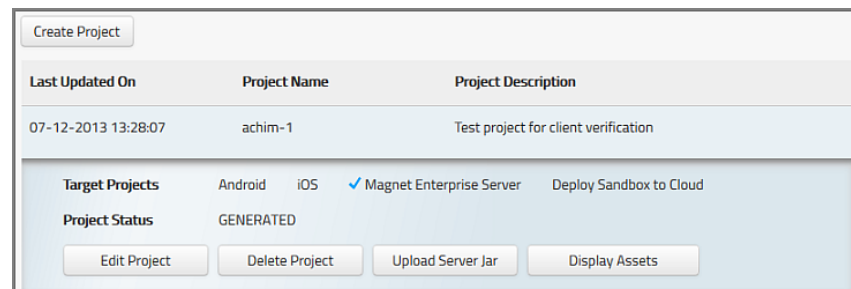 Create Project
Last Updated On Project Name Project Description
07-12-2013 13:28:07 achim-1 Test project for client verification
Target Projects Android iOS Magnet Enterprise Server Deploy Sandbox to Cloud
Project Status GENERATED
Edit Project Delete Project Upload Server Jar Display Assets